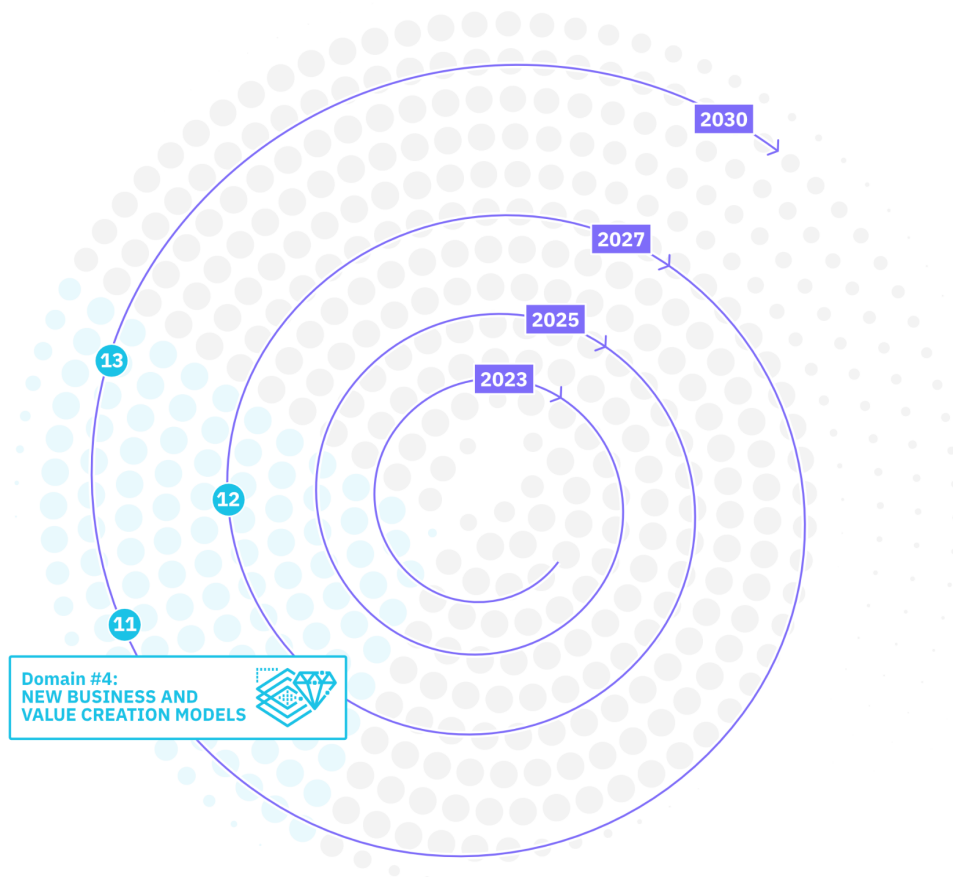 2030
2027
2025
2023
13
12
11
Domain #4:
NEW BUSINESS AND
VALUE CREATION MODELS